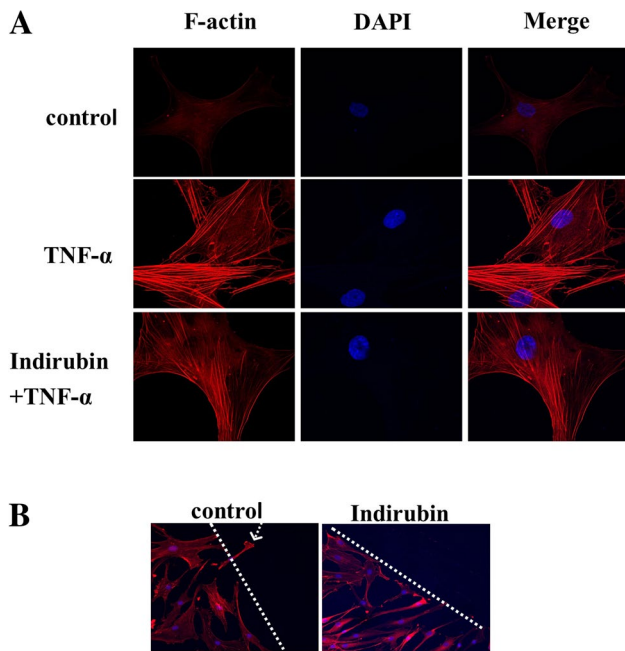 A
F-actin DAPI Merge
control
TNF-α
Indirubin
+TNF-α
B
control Indirubin